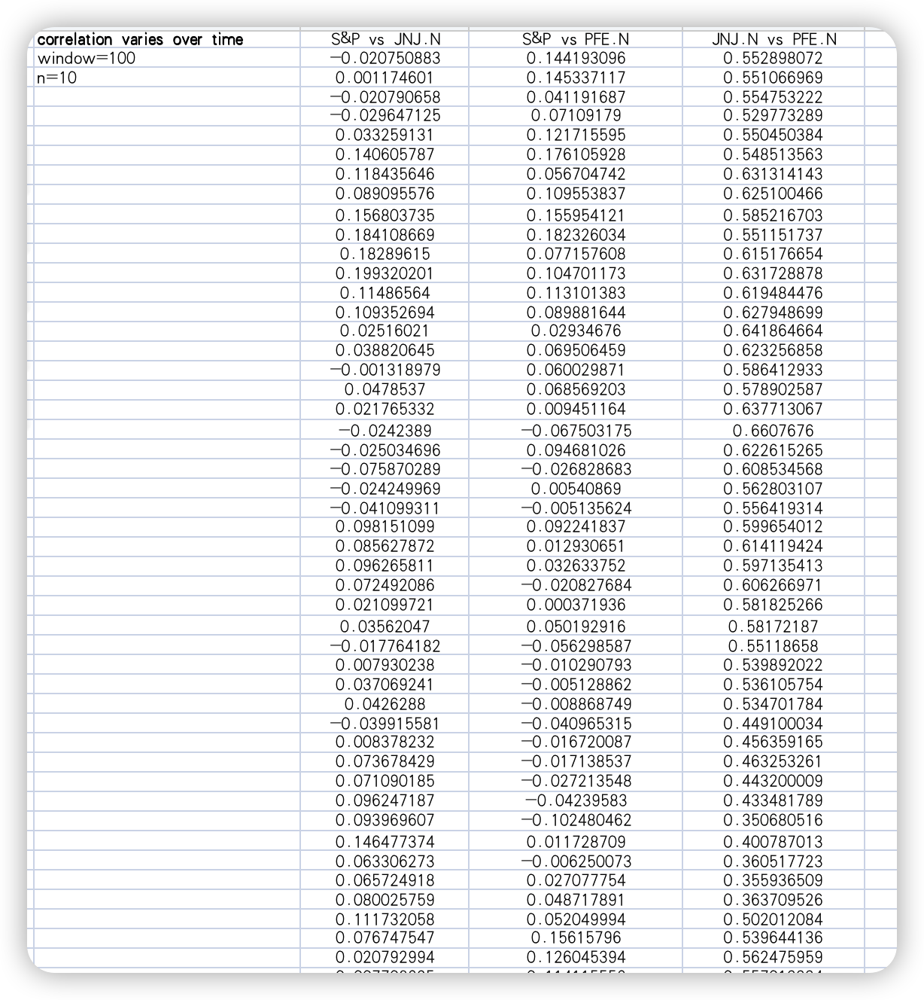 correlation varies over time S&P vs JNJ.N S&P vs PFE.N JNJ.N vs PFE.N
window=100 -0.020750883 0.144193096 0.552898072
n=10 0.001174601 0.145337117 0.551066969
-0.020790658 0.041191687 0.554753222
-0.029647125 0.07109179 0.529773289
0.033259131 0.121715595 0.550450384
0.140605787 0.176105928 0.548513563
0.118435646 0.056704742 0.631314143
0.089095576 0.109553837 0.625100466
0.156803735 0.155954121 0.585216703
0.184108669 0.182326034 0.551151737
0.18289615 0.077157608 0.615176654
0.199320201 0.104701173 0.631728878
0.11486564 0.113101383 0.619484476
0.109352694 0.089881644 0.627948699
0.02516021 0.02934676 0.641864664
0.038820645 0.069506459 0.623256858
-0.001318979 0.060029871 0.586412933
0.0478537 0.068569203 0.578902587
0.021765332 0.009451164 0.637713067
-0.0242389 -0.067503175 0.6607676
-0.025034696 0.094681026 0.622615265
-0.075870289 -0.026828683 0.608534568
-0.024249969 0.00540869 0.562803107
-0.041099311 -0.005135624 0.556419314
0.098151099 0.092241837 0.599654012
0.085627872 0.012930651 0.614119424
0.096265811 0.032633752 0.597135413
0.072492086 -0.020827684 0.606266971
0.021099721 0.000371936 0.581825266
0.03562047 0.050192916 0.58172187
-0.017764182 -0.056298587 0.55118658
0.007930238 -0.010290793 0.539892022
0.037069241 -0.005128862 0.536105754
0.0426288 -0.008868749 0.534701784
-0.039915581 -0.040965315 0.449100034
0.008378232 -0.016720087 0.456359165
0.073678429 -0.017138537 0.463253261
0.071090185 -0.027213548 0.443200009
0.096247187 -0.04239583 0.433481789
0.093969607 -0.102480462 0.350680516
0.146477374 0.011728709 0.400787013
0.063306273 -0.006250073 0.360517723
0.065724918 0.027077754 0.355936509
0.080025759 0.048717891 0.363709526
0.111732058 0.052049994 0.502012084
0.076747547 0.15615796 0.539644136
0.020792994 0.126045394 0.562475959